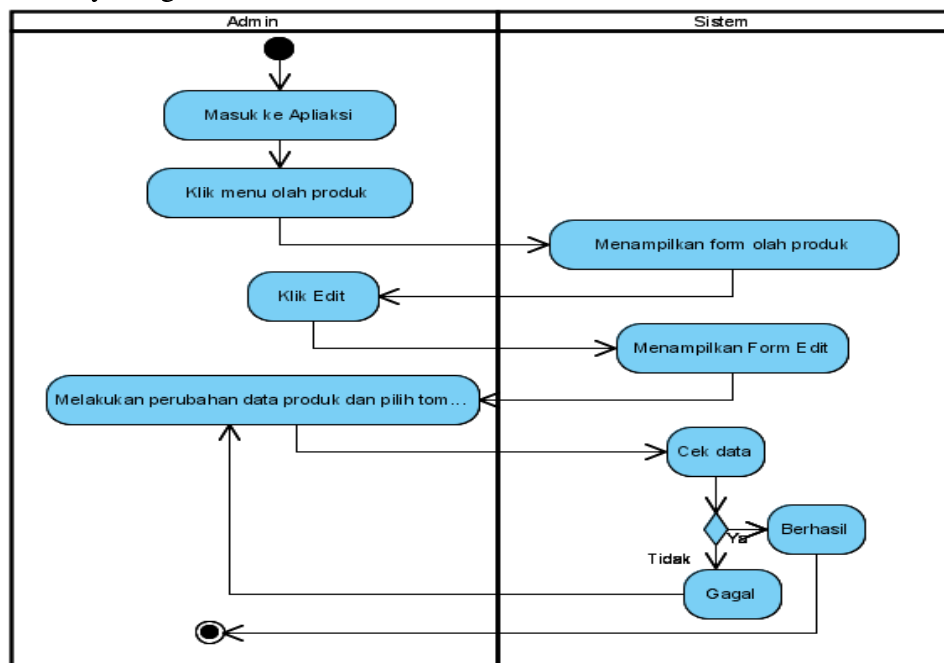 Admin
Sistem
Masuk ke Apliaksi
Klik menu olah produk
Menampilkan form olah produk
Klik Edit
Menampilkan Form Edit
Melakukan perubahan data produk dan pilih tom...
Cek data
Ya
Berhasil
Tidak
Gagal